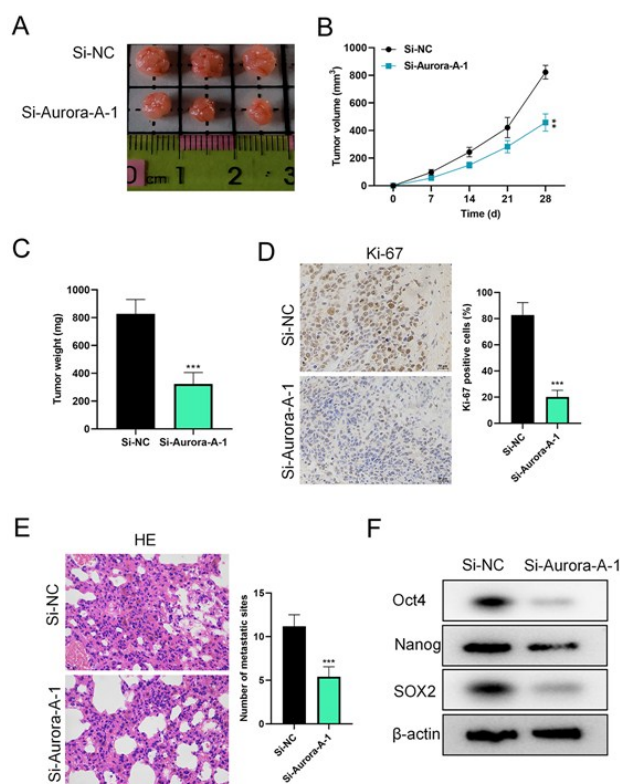 A
Si-NC
Si-Aurora-A-1
0 cm 1 2 3
B
Si-NC
Si-Aurora-A-1
Tumor volume (mm³)
1000
800
600
400
200
0
0 7 14 21 28
Time (d)
**
C
Tumor weight (mg)
1000
800
600
400
200
0
***
Si-NC Si-Aurora-A-1
D
Ki-67
Si-NC
Si-Aurora-A-1
Ki-67 positive cells (%)
100
80
60
40
20
0
***
Si-NC
Si-Aurora-A-1
E
HE
Si-NC
Si-Aurora-A-1
Number of metastatic sites
15
10
5
0
***
Si-NC
Si-Aurora-A-1
F
Si-NC Si-Aurora-A-1
Oct4
Nanog
SOX2
β-actin